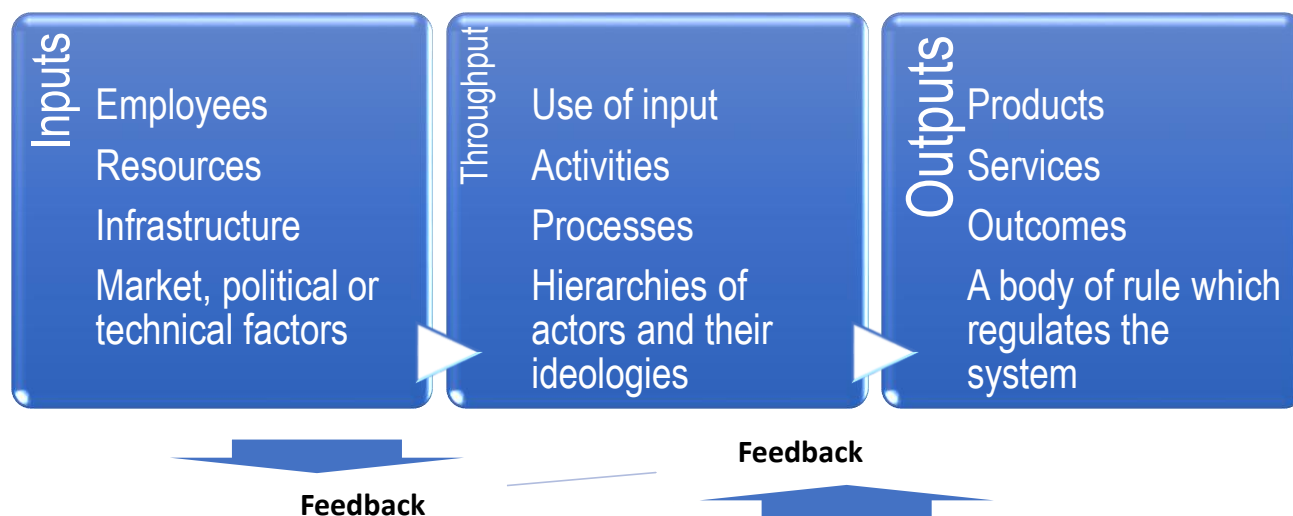 Inputs
Employees
Resources
Infrastructure
Market, political or
technical factors
Throughput
Use of input
Activities
Processes
Hierarchies of
actors and their
ideologies
Outputs
Products
Services
Outcomes
A body of rule which
regulates the
system
Feedback
Feedback